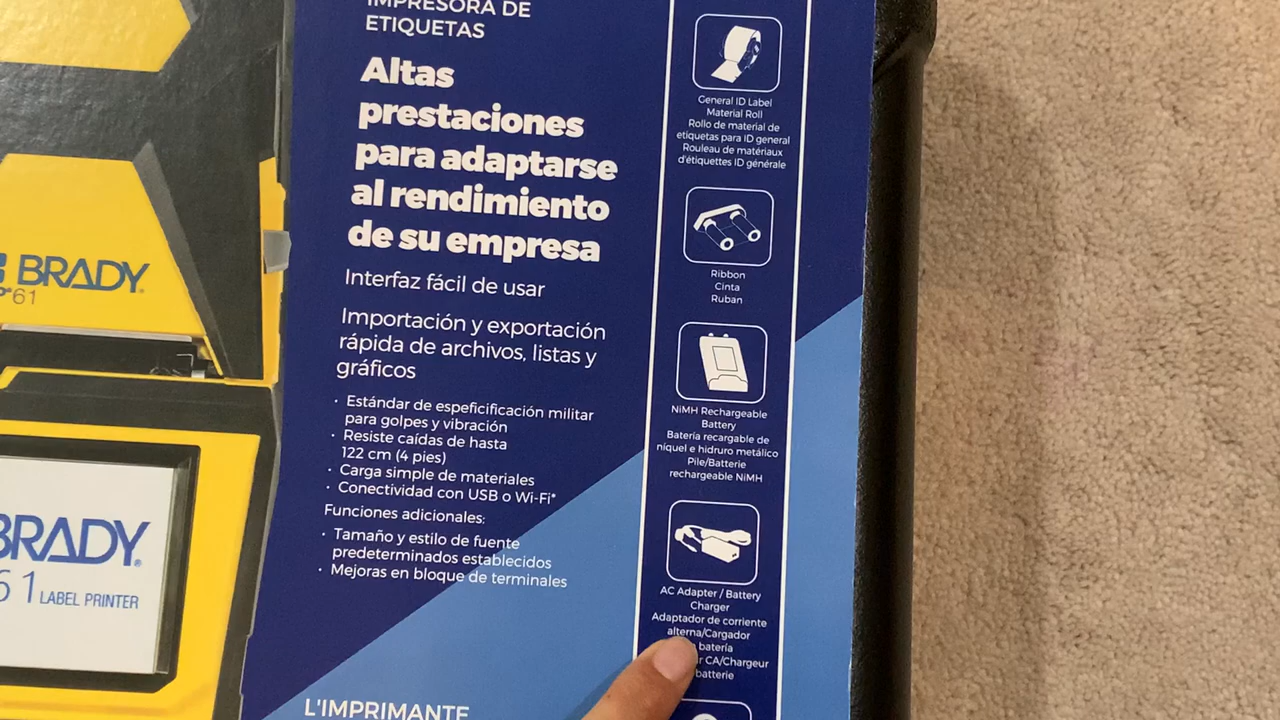 BRADY
61
BRADY
61 LABEL PRINTER
IMPRESORA DE
ETIQUETAS
Altas
prestaciones
para adaptarse
al rendimiento
de su empresa
Interfaz fácil de usar
Importación y exportación
rápida de archivos, listas y
gráficos
· Estándar de espeficificación militar
para golpes y vibración
· Resiste caídas de hasta
122 cm (4 pies)
· Carga simple de materiales
· Conectividad con USB o Wi-Fi*
Funciones adicionales:
· Tamaño y estilo de fuente
predeterminados establecidos
· Mejoras en bloque de terminales
L'IMPRIMANTE
General ID Label
Material Roll
Rollo de material de
etiquetas para ID general
Rouleau de matériaux
d'étiquettes ID générale
Ribbon
Cinta
Ruban
NiMH Rechargeable
Battery
Batería recargable de
níquel e hidruro metálico
Pile/Batterie
rechargeable NiMH
AC Adapter / Battery
Charger
Adaptador de corriente
alterna/Cargador
batería
CA/Chargeur
batterie